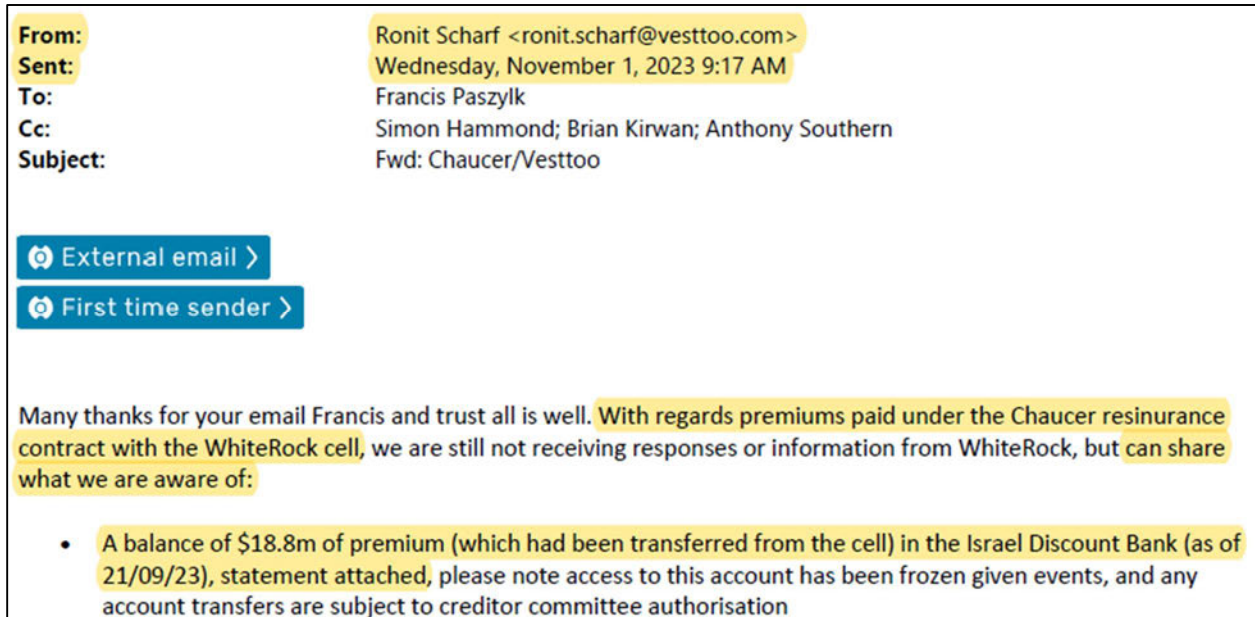 From: Ronit Scharf <ronit.scharf@vesttoo.com>
Sent: Wednesday, November 1, 2023 9:17 AM
To: Francis Paszylk
Cc: Simon Hammond; Brian Kirwan; Anthony Southern
Subject: Fwd: Chaucer/Vesttoo
External email >
First time sender >
Many thanks for your email Francis and trust all is well. With regards premiums paid under the Chaucer resinurance
contract with the WhiteRock cell, we are still not receiving responses or information from WhiteRock, but can share
what we are aware of:
• A balance of $18.8m of premium (which had been transferred from the cell) in the Israel Discount Bank (as of
21/09/23), statement attached, please note access to this account has been frozen given events, and any
account transfers are subject to creditor committee authorisation